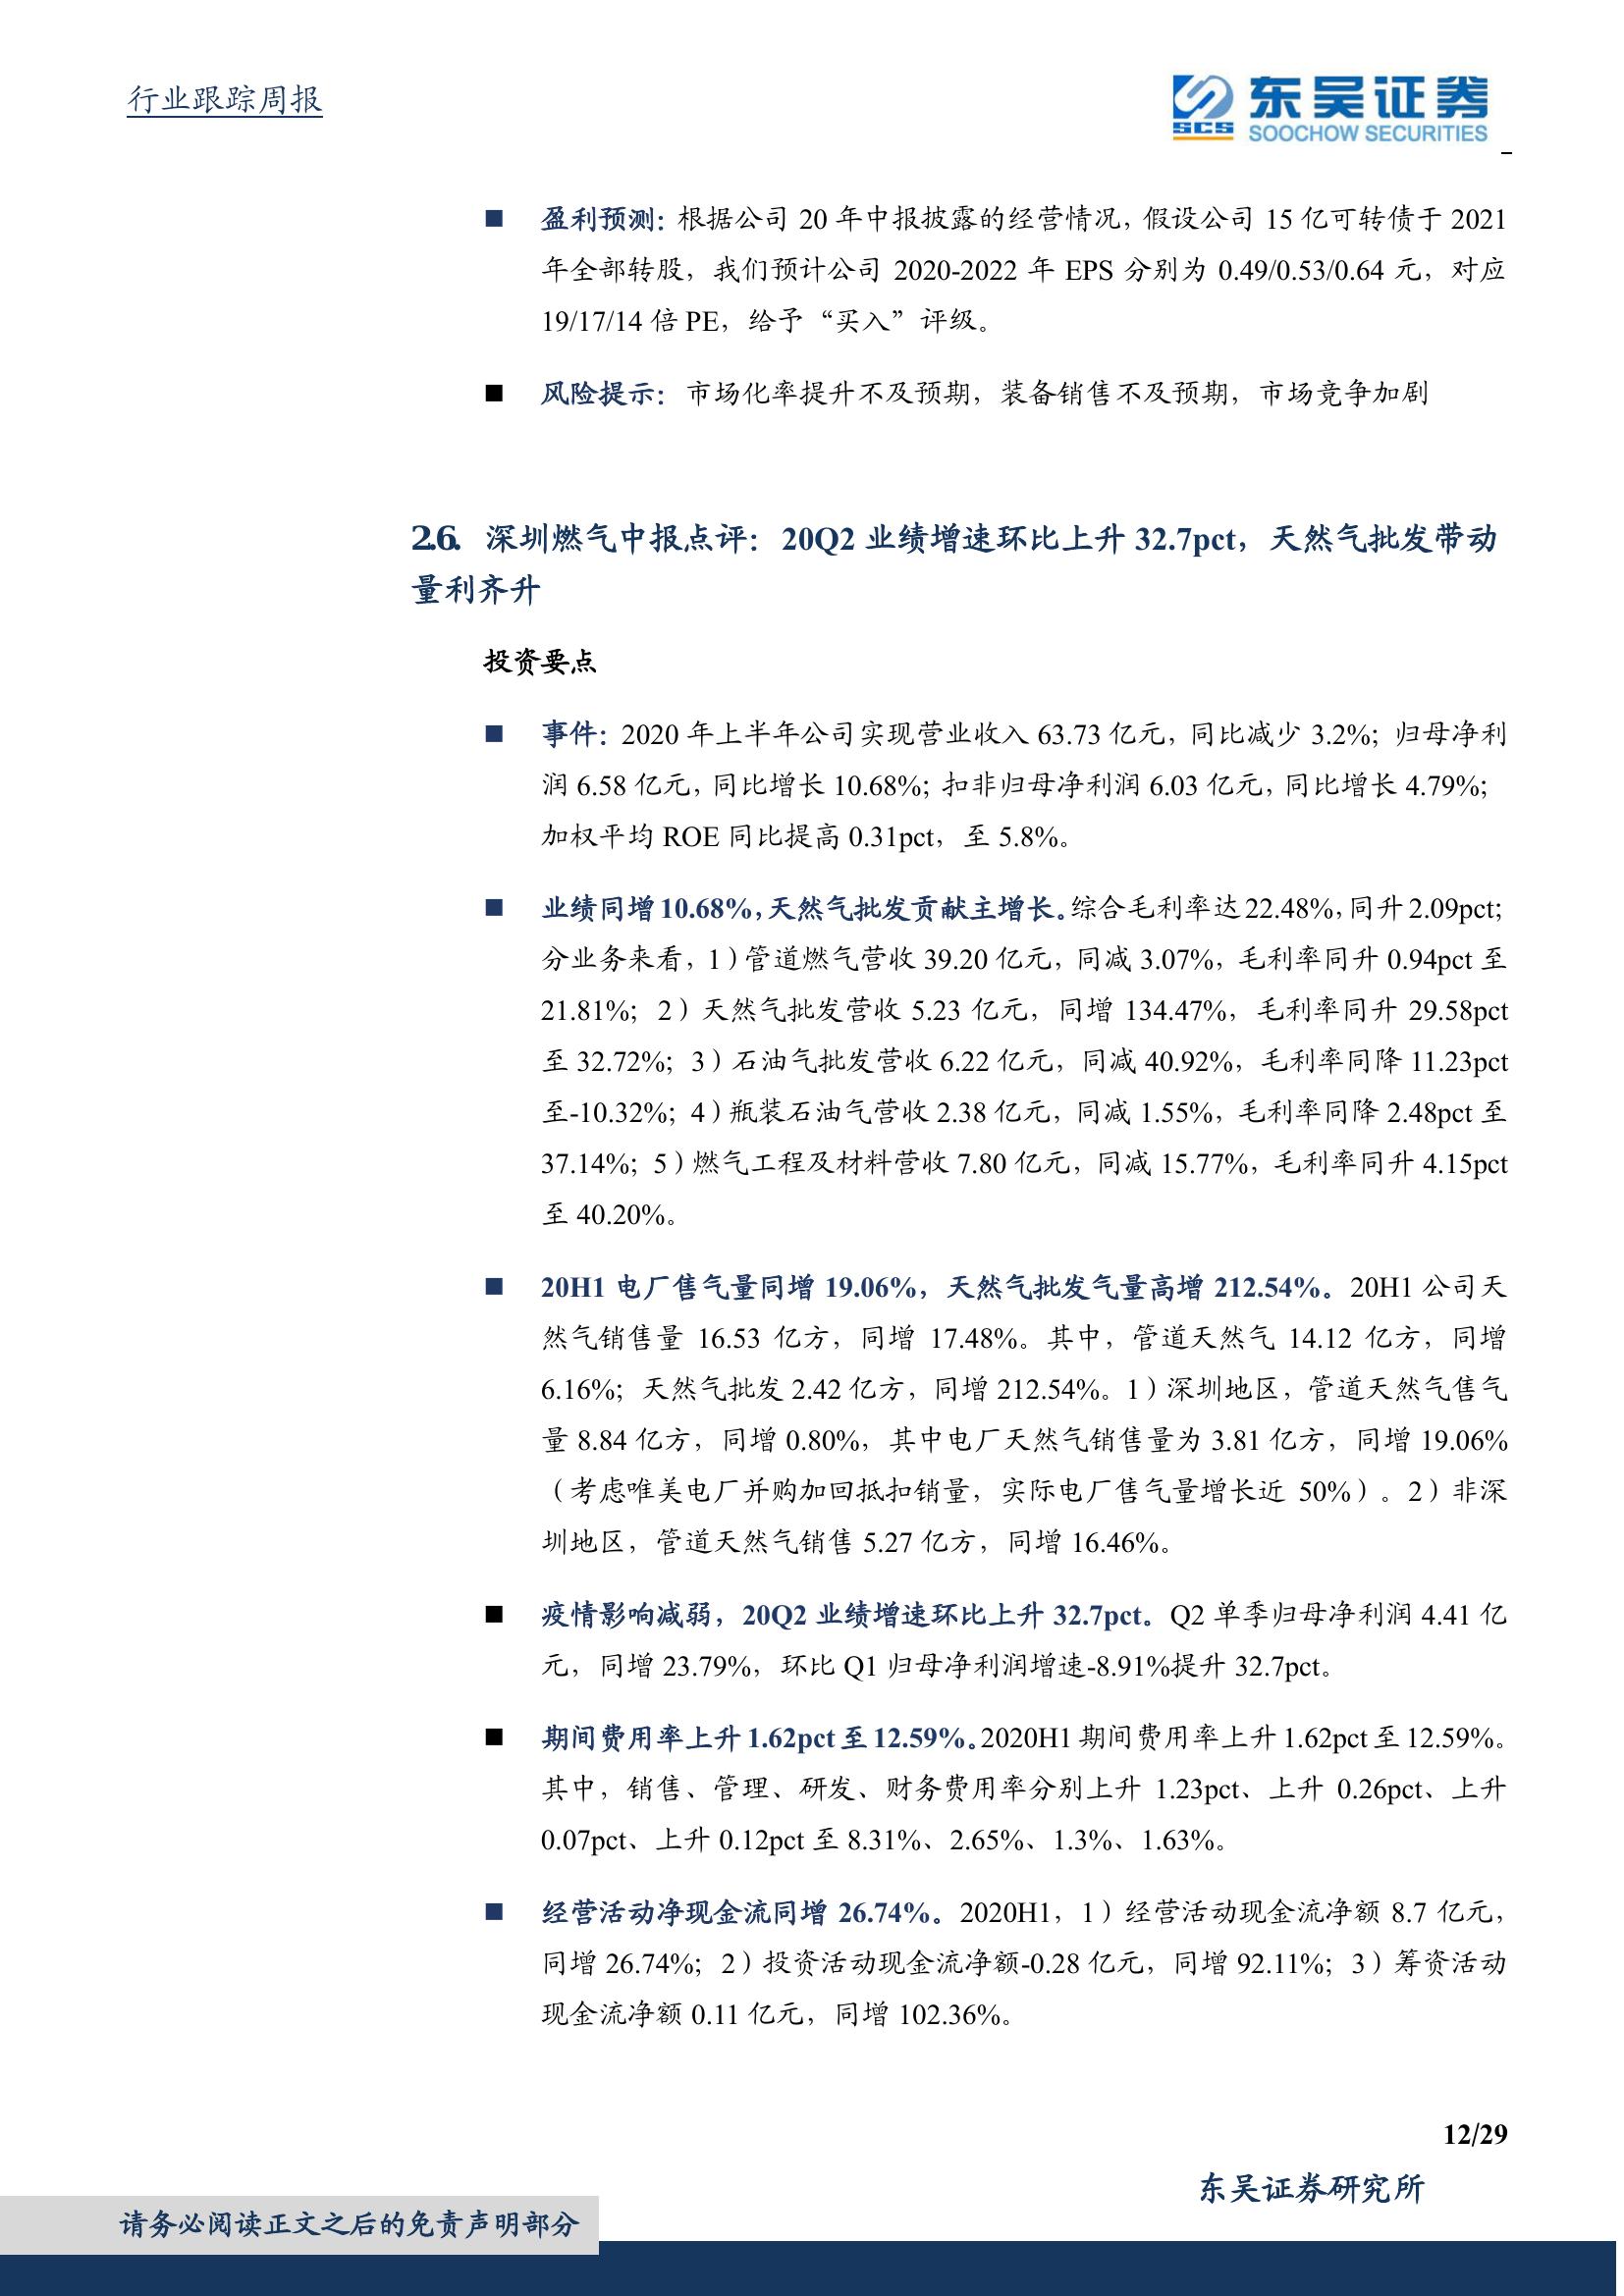 行业跟踪周报
SCS
东吴证券
SOOCHOW SECURITIES
■ 盈利预测：根据公司 20 年中报披露的经营情况，假设公司 15 亿可转债于 2021
年全部转股，我们预计公司 2020-2022 年 EPS 分别为 0.49/0.53/0.64 元，对应
19/17/14 倍 PE，给予“买入”评级。
■ 风险提示：市场化率提升不及预期，装备销售不及预期，市场竞争加剧
2.6. 深圳燃气中报点评：20Q2 业绩增速环比上升 32.7pct，天然气批发带动
量利齐升
投资要点
■ 事件：2020 年上半年公司实现营业收入 63.73 亿元，同比减少 3.2%；归母净利
润 6.58 亿元，同比增长 10.68%；扣非归母净利润 6.03 亿元，同比增长 4.79%；
加权平均 ROE 同比提高 0.31pct，至 5.8%。
■ 业绩同增 10.68%，天然气批发贡献主增长。综合毛利率达 22.48%，同升 2.09pct；
分业务来看，1）管道燃气营收 39.20 亿元，同减 3.07%，毛利率同升 0.94pct 至
21.81%；2）天然气批发营收 5.23 亿元，同增 134.47%，毛利率同升 29.58pct
至 32.72%；3）石油气批发营收 6.22 亿元，同减 40.92%，毛利率同降 11.23pct
至-10.32%；4）瓶装石油气营收 2.38 亿元，同减 1.55%，毛利率同降 2.48pct 至
37.14%；5）燃气工程及材料营收 7.80 亿元，同减 15.77%，毛利率同升 4.15pct
至 40.20%。
■ 20H1 电厂售气量同增 19.06%，天然气批发气量高增 212.54%。20H1 公司天
然气销售量 16.53 亿方，同增 17.48%。其中，管道天然气 14.12 亿方，同增
6.16%；天然气批发 2.42 亿方，同增 212.54%。1）深圳地区，管道天然气售气
量 8.84 亿方，同增 0.80%，其中电厂天然气销售量为 3.81 亿方，同增 19.06%
（考虑唯美电厂并购加回抵扣销量，实际电厂售气量增长近 50%）。2）非深
圳地区，管道天然气销售 5.27 亿方，同增 16.46%。
■ 疫情影响减弱，20Q2 业绩增速环比上升 32.7pct。Q2 单季归母净利润 4.41 亿
元，同增 23.79%，环比 Q1 归母净利润增速-8.91%提升 32.7pct。
■ 期间费用率上升 1.62pct 至 12.59%。2020H1 期间费用率上升 1.62pct 至 12.59%。
其中，销售、管理、研发、财务费用率分别上升 1.23pct、上升 0.26pct、上升
0.07pct、上升 0.12pct 至 8.31%、2.65%、1.3%、1.63%。
■ 经营活动净现金流同增 26.74%。2020H1，1）经营活动现金流净额 8.7 亿元，
同增 26.74%；2）投资活动现金流净额-0.28 亿元，同增 92.11%；3）筹资活动
现金流净额 0.11 亿元，同增 102.36%。
12/29
东吴证券研究所
请务必阅读正文之后的免责声明部分